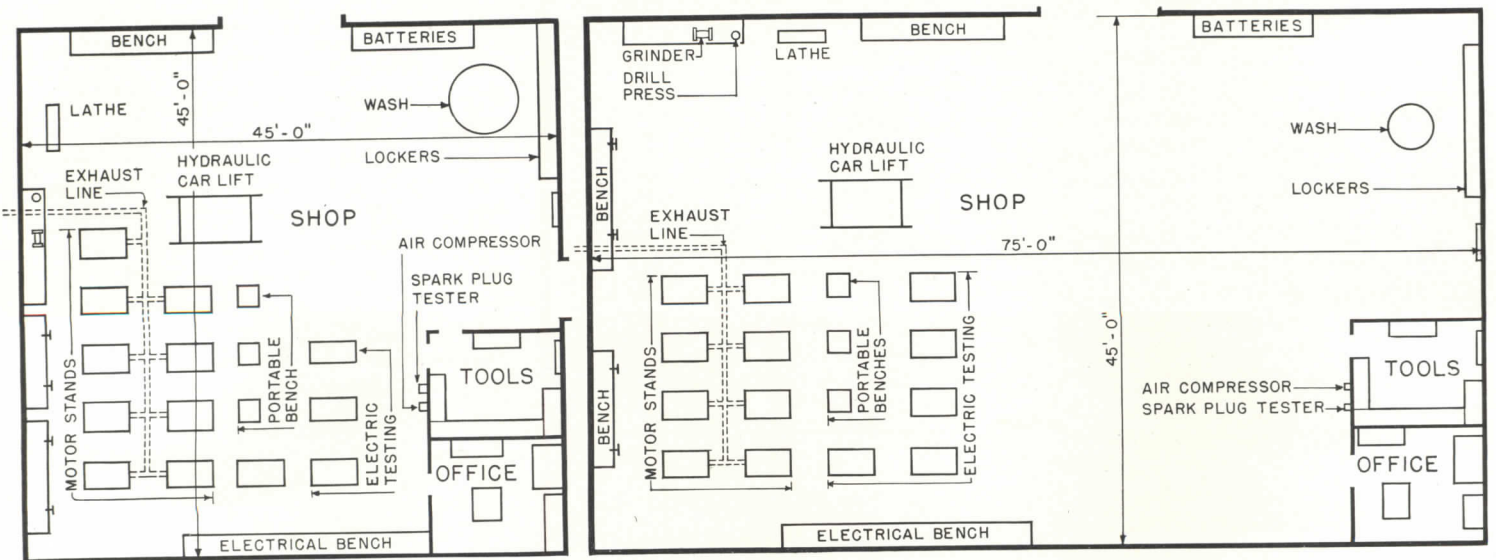 BENCH
BATTERIES
LATHE
45'-0"
WASH
45'-0"
LOCKERS
HYDRAULIC
CAR LIFT
EXHAUST
LINE
SHOP
AIR COMPRESSOR
SPARK PLUG
TESTER
MOTOR STANDS
PORTABLE
BENCH
ELECTRIC
TESTING
TOOLS
OFFICE
ELECTRICAL BENCH
GRINDER
DRILL
PRESS
LATHE
BENCH
BATTERIES
WASH
LOCKERS
BENCH
HYDRAULIC
CAR LIFT
SHOP
EXHAUST
LINE
75'-0"
45'-0"
BENCH
MOTOR STANDS
PORTABLE
BENCHES
ELECTRIC TESTING
AIR COMPRESSOR
SPARK PLUG TESTER
TOOLS
OFFICE
ELECTRICAL BENCH